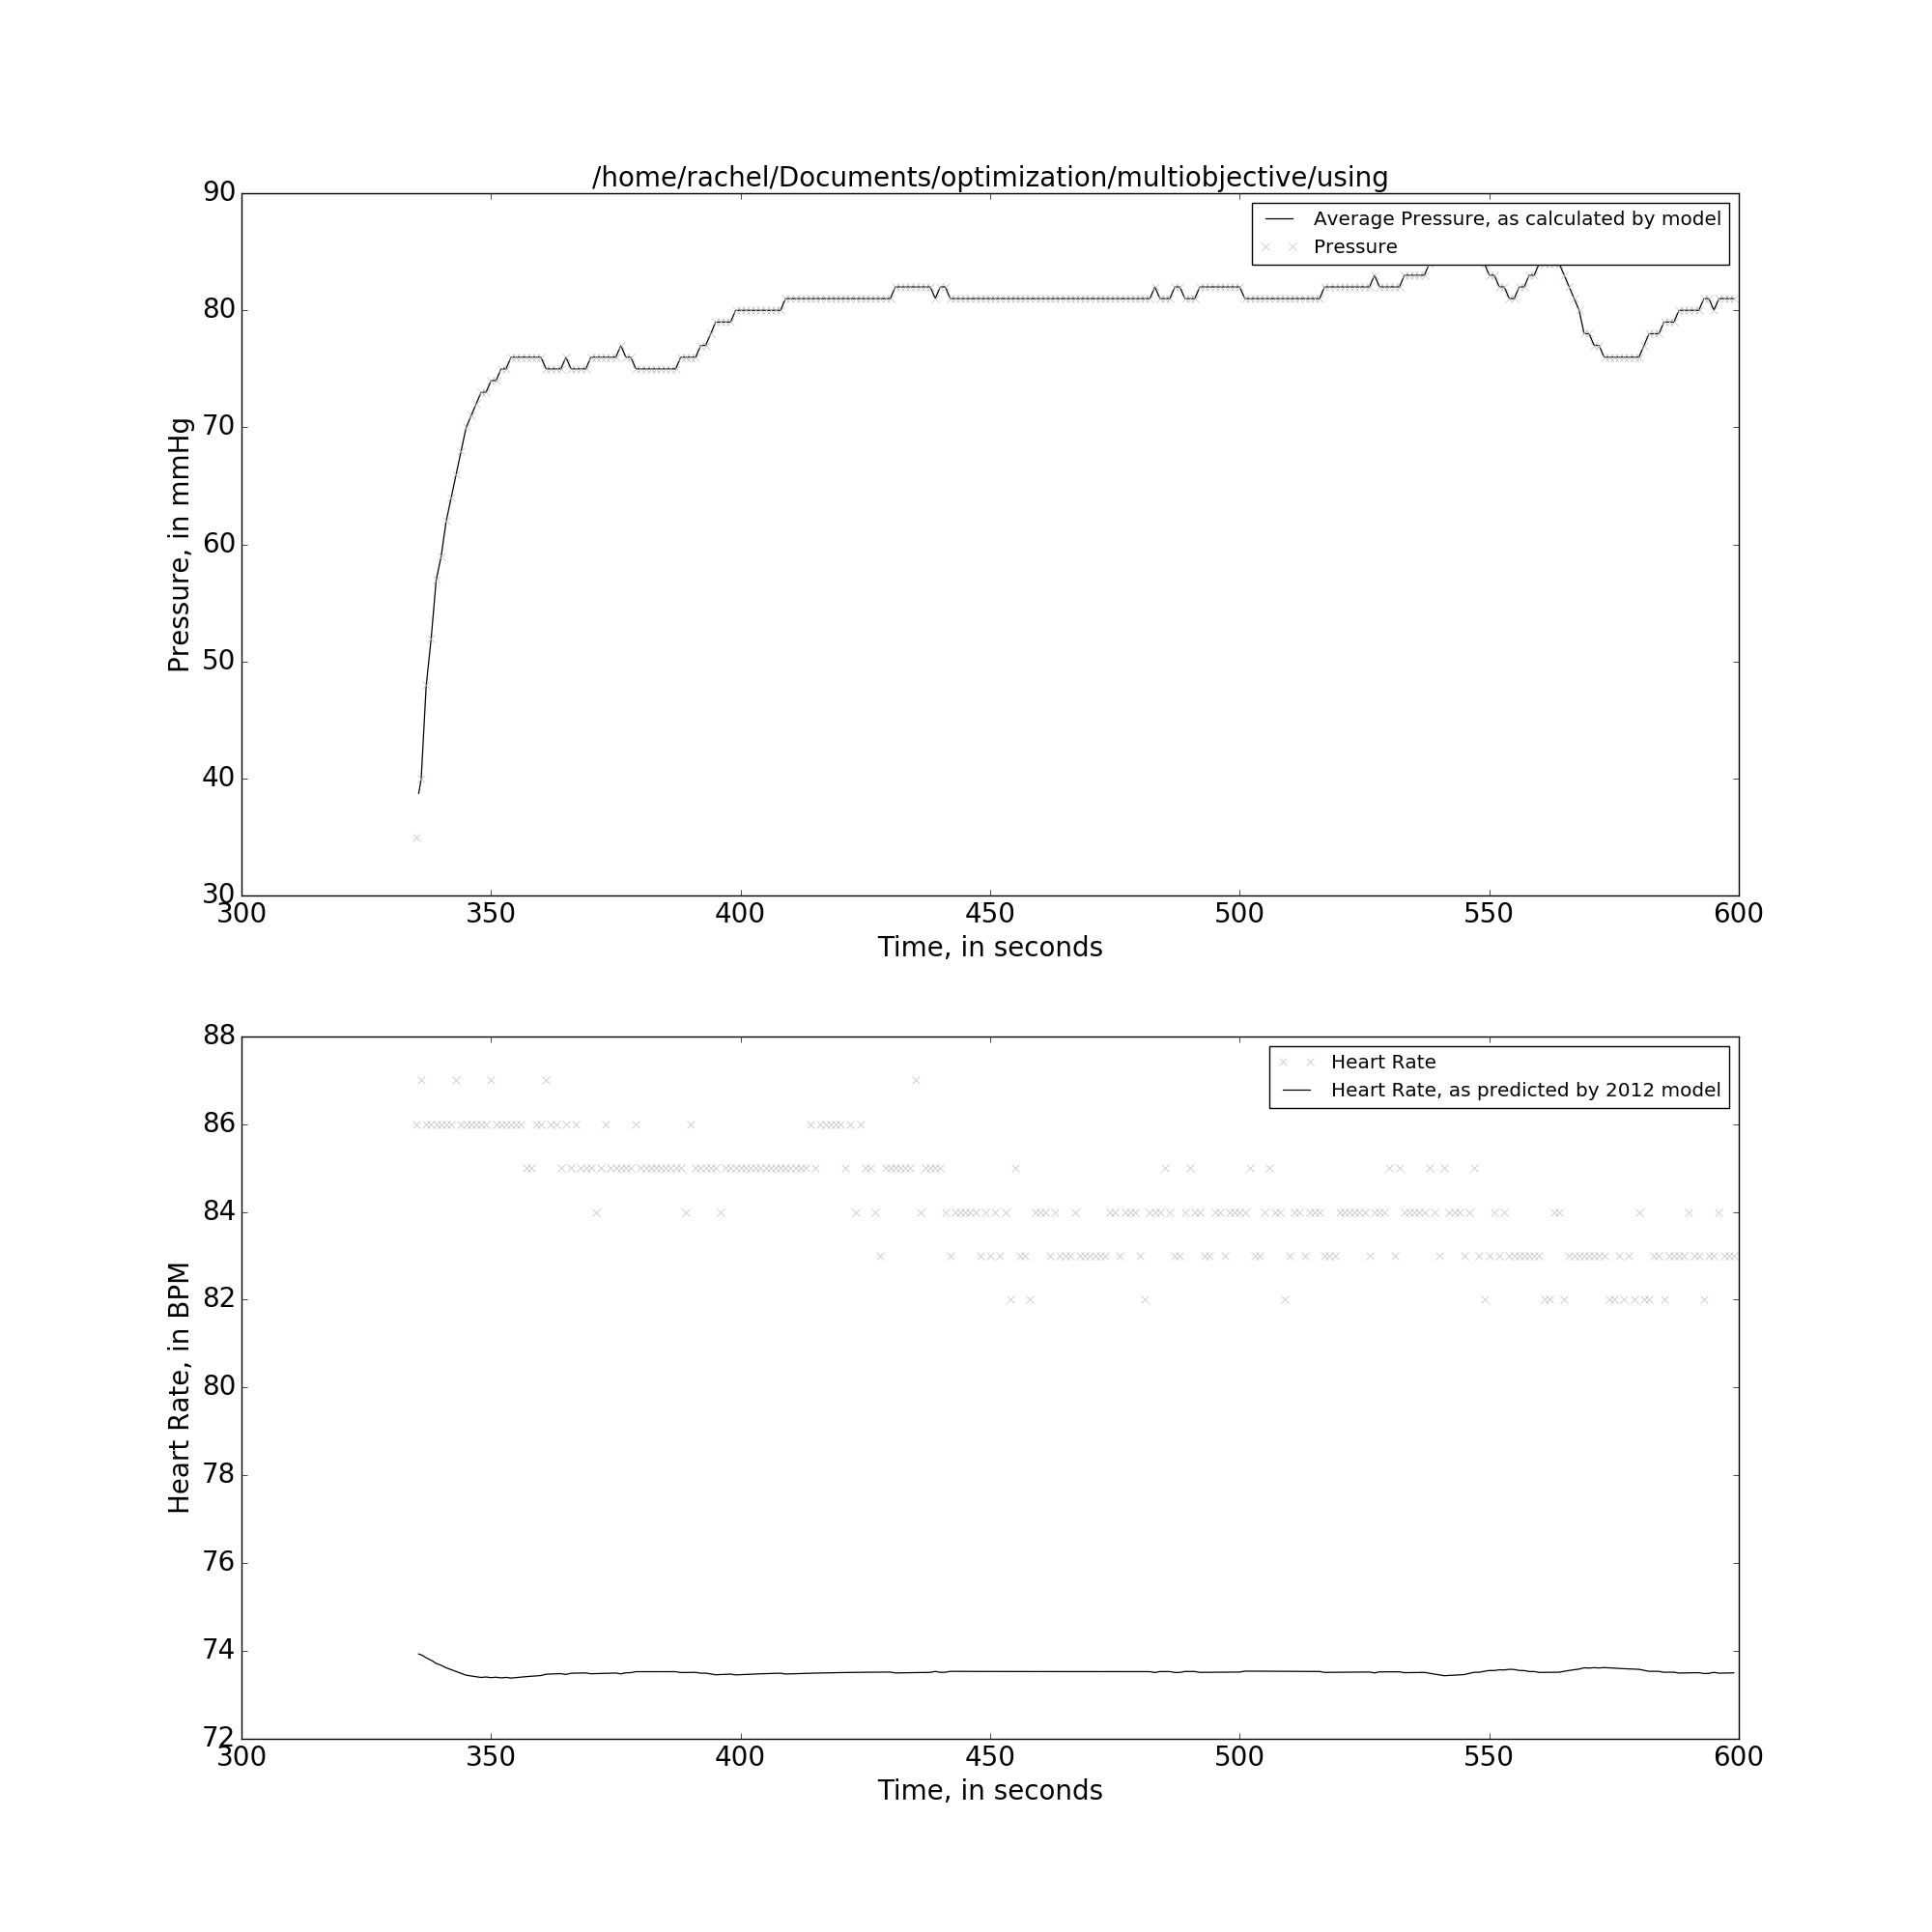 /home/rachel/Documents/optimization/multiobjective/using
90
80
70
60
50
40
30
Pressure, in mmHg
Average Pressure, as calculated by model
Pressure
300 350 400 450 500 550 600
Time, in seconds
88
86
84
82
80
78
76
74
72
Heart Rate, in BPM
Heart Rate
Heart Rate, as predicted by 2012 model
300 350 400 450 500 550 600
Time, in seconds